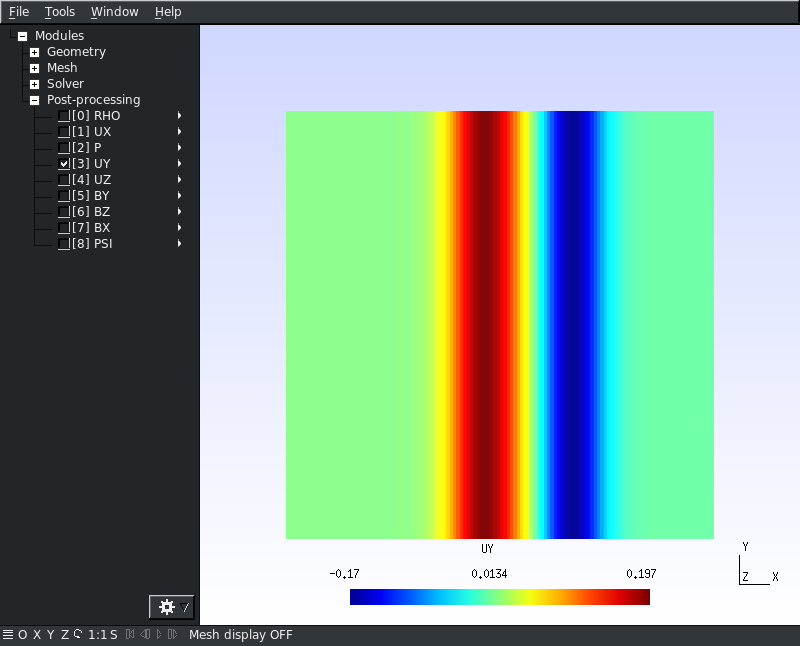 File Tools Window Help
Modules
Geometry
Mesh
Solver
Post-processing
[0] RHO
[1] UX
[2] P
[3] UY
[4] UZ
[5] BY
[6] BZ
[7] BX
[8] PSI
UY
-0.17 0.0134 0.197
Y
Z X
O X Y Z 1:1 S Mesh display OFF